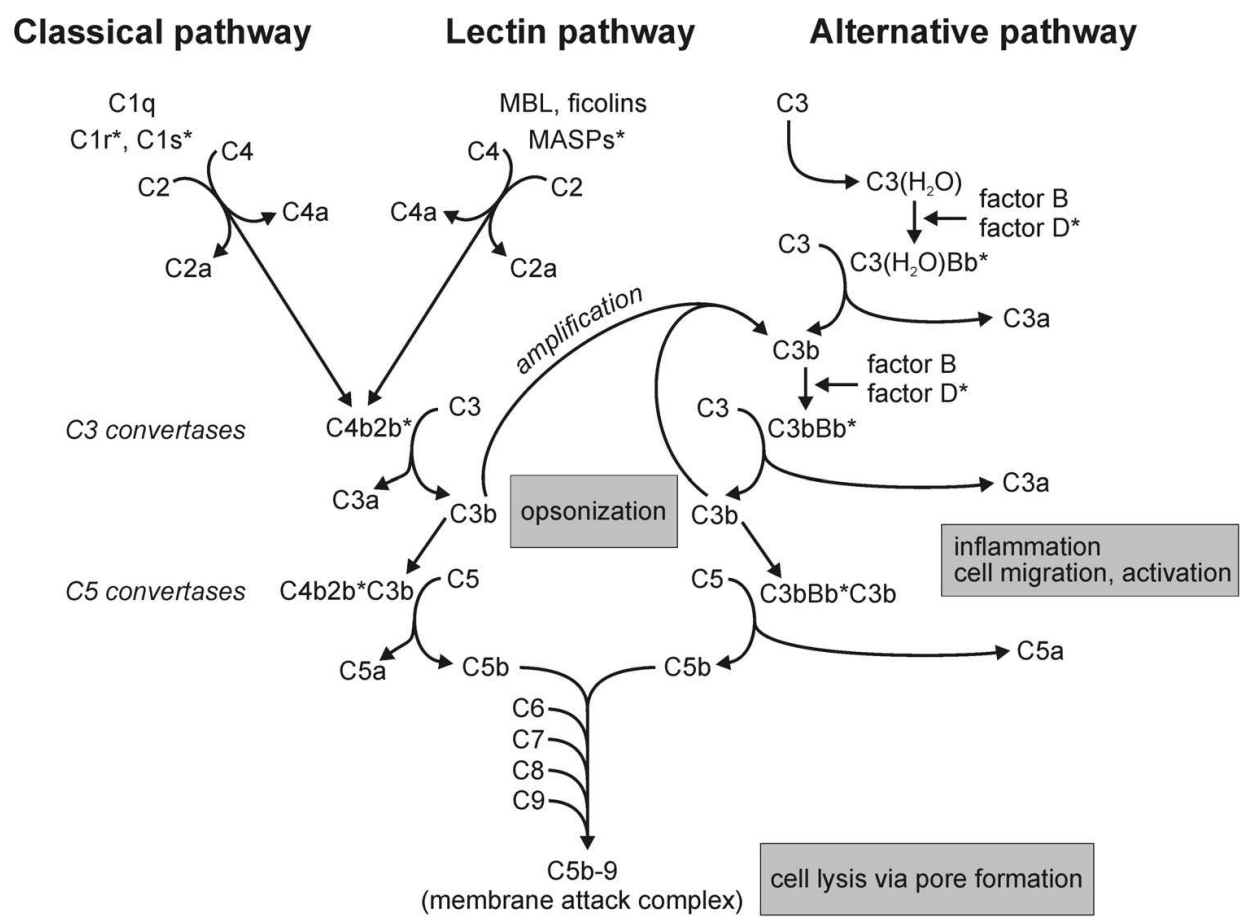 Classical pathway
Lectin pathway
Alternative pathway
C1q
C1r*, C1s*
C4
C2
C4a
C2a
MBL, ficolins
MASPs*
C4
C2
C4a
C2a
C3
C3(H₂O)
factor B
factor D*
C3
C3(H₂O)Bb*
C3a
amplification
C3b
factor B
factor D*
C3 convertases
C4b2b*
C3
C3a
C3b
opsonization
C3
C3bBb*
C3a
C3b
inflammation
cell migration, activation
C5 convertases
C4b2b*C3b
C5
C5a
C5b
C5
C3bBb*C3b
C5a
C5b
C6
C7
C8
C9
C5b-9
(membrane attack complex)
cell lysis via pore formation